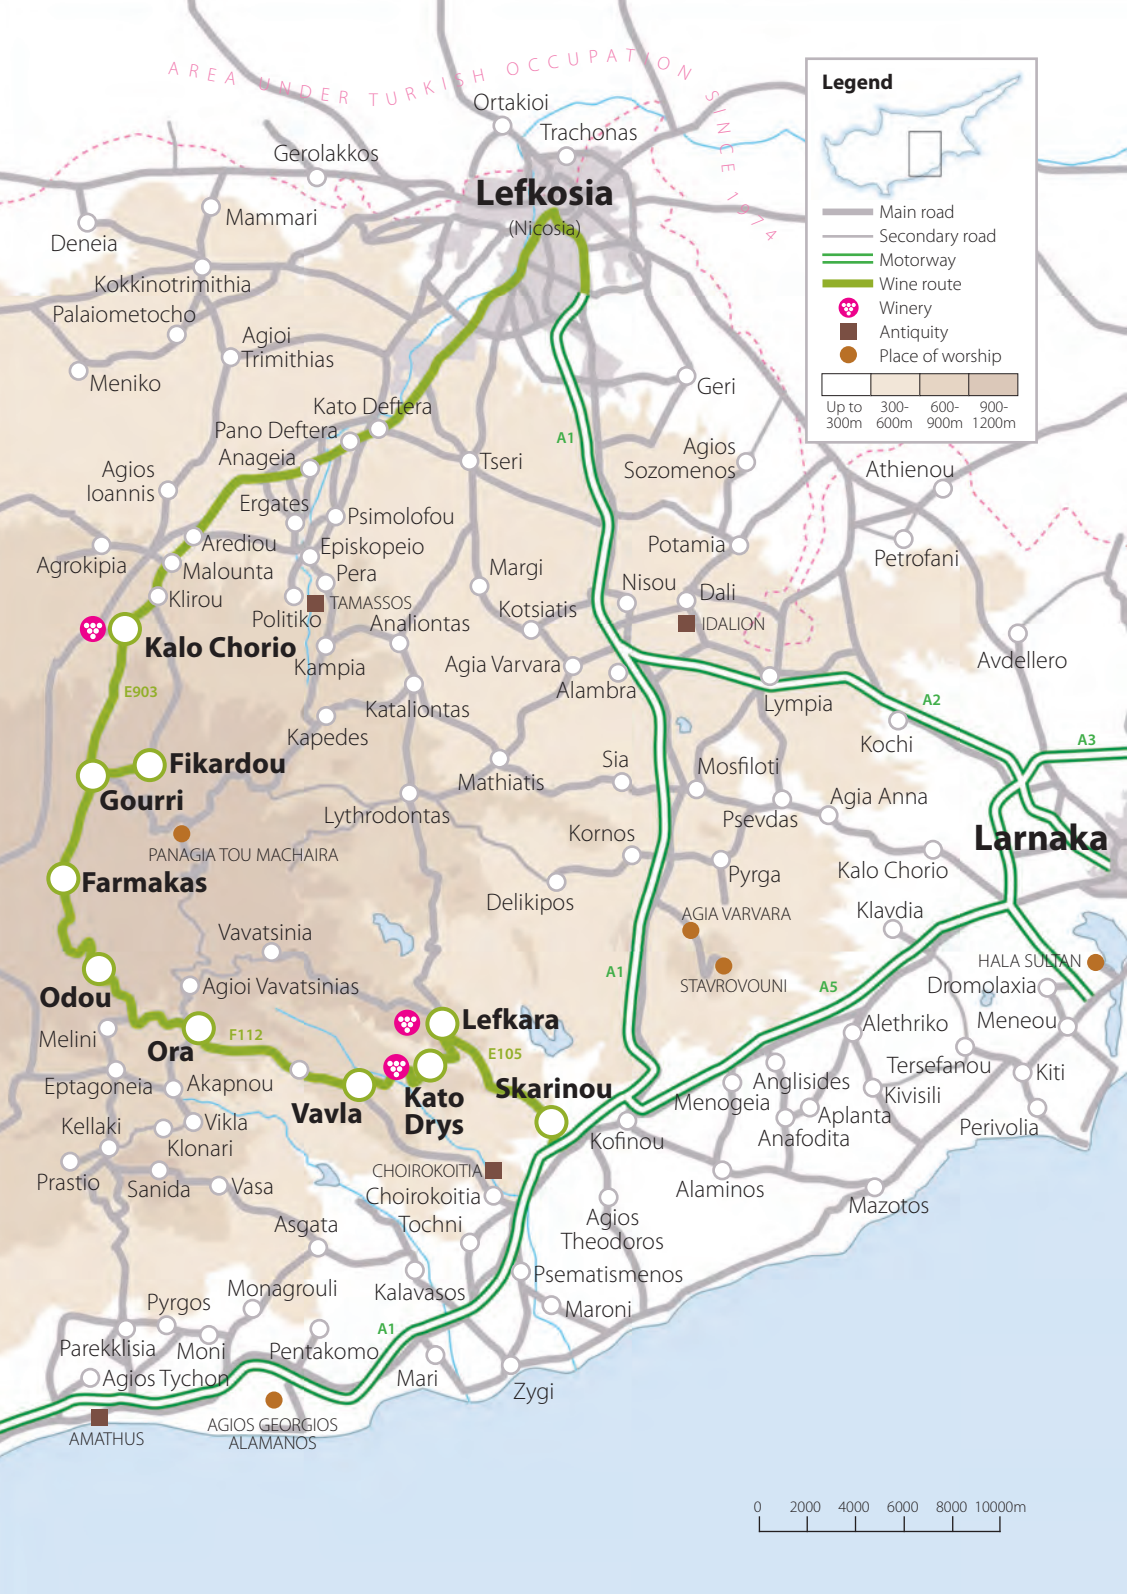 AREA UNDER TURKISH OCCUPATION SINCE 1974
Legend
Main road
Secondary road
Motorway
Wine route
Winery
Antiquity
Place of worship
Up to
300m
300-
600m
600-
900m
900-
1200m
Ortakioi
Trachonas
Gerolakkos
Lefkosia
(Nicosia)
Mammari
Deneia
Kokkinotrimithia
Palaiometocho
Agioi
Trimithias
Meniko
Geri
Kato Deftera
Pano Deftera
Anageia
Tseri
A1
Agios
Sozomenos
Athienou
Agios
Ioannis
Ergates
Psimolofou
Arediou
Episkopeio
Potamia
Petrofani
Agrokipia
Malounta
Pera
Margi
Nisou
Dali
Klirou
TAMASSOS
Kotsiatis
Politiko
Analiontas
IDALION
Kalo Chorio
Kampia
Agia Varvara
Alambra
Avdellero
E903
Kataliontas
Lympia
A2
Kapedes
Kochi
A3
Fikardou
Gourri
Sia
Mosfiloti
Mathiatis
Agia Anna
Lythrodontas
Psevdas
Kornos
Larnaka
PANAGIA TOU MACHAIRA
Farmakas
Pyrga
Kalo Chorio
Delikipos
AGIA VARVARA
Klavdia
Vavatsinia
HALA SULTAN
A1
STAVROVOUNI
A5
Dromolaxia
Agioi Vavatsinias
Odou
Lefkara
Alethriko
Meneou
Melini
Ora
F112
E105
Tersefanou
Kiti
Eptagoneia
Akapnou
Skarinou
Anglisides
Kivisili
Menogeia
Vavla
Kato
Drys
Aplanta
Perivolia
Kellaki
Vikla
Kofinou
Anafodita
Klonari
CHOIROKOITIA
Prastio
Sanida
Vasa
Choirokoitia
Alaminos
Mazotos
Asgata
Tochni
Agios
Theodoros
Psematismenos
Monagrouli
Kalavasos
Pyrgos
Maroni
A1
Parekklisia
Moni
Pentakomo
Agios Tychon
Mari
Zygi
AGIOS GEORGIOS
ALAMANOS
AMATHUS
0 2000 4000 6000 8000 10000m